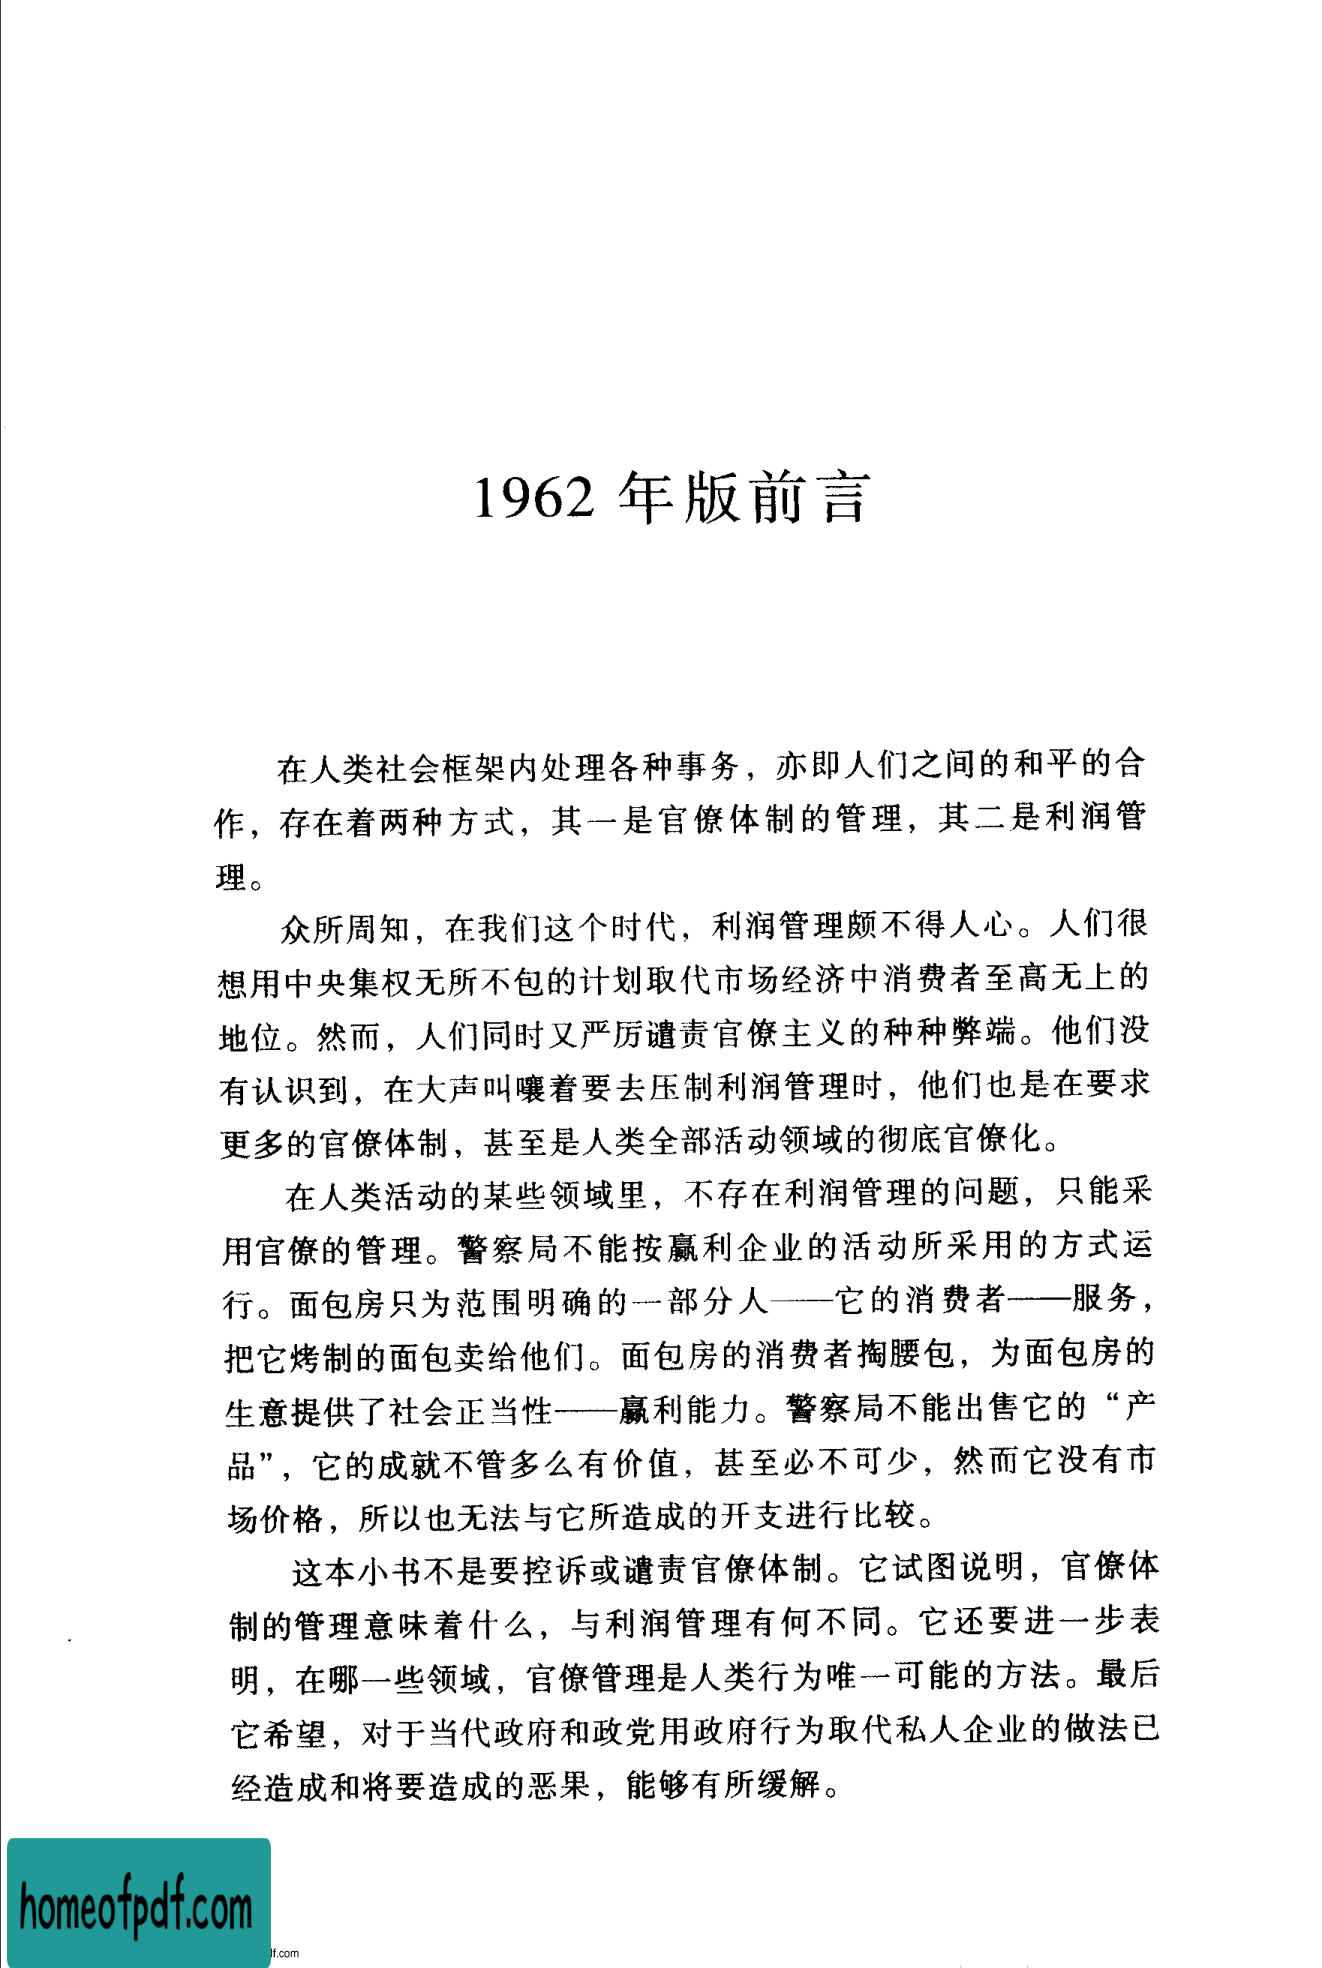 1962 年版前言
在人类社会框架内处理各种事务，亦即人们之间的和平的合
作，存在着两种方式，其一是官僚体制的管理，其二是利润管
理。
众所周知，在我们这个时代，利润管理颇不得人心。人们很
想用中央集权无所不包的计划取代市场经济中消费者至高无上的
地位。然而，人们同时又严厉谴责官僚主义的种种弊端。他们没
有认识到，在大声叫嚷着要去压制利润管理时，他们也是在要求
更多的官僚体制，甚至是人类全部活动领域的彻底官僚化。
在人类活动的某些领域里，不存在利润管理的问题，只能采
用官僚的管理。警察局不能按赢利企业的活动所采用的方式运
行。面包房只为范围明确的一部分人——它的消费者——服务，
把它烤制的面包卖给他们。面包房的消费者掏腰包，为面包房的
生意提供了社会正当性——赢利能力。警察局不能出售它的“产
品”，它的成就不管多么有价值，甚至必不可少，然而它没有市
场价格，所以也无法与它所造成的开支进行比较。
这本小书不是要控诉或谴责官僚体制。它试图说明，官僚体
制的管理意味着什么，与利润管理有何不同。它还要进一步表
明，在哪一些领域，官僚管理是人类行为唯一可能的方法。最后
它希望，对于当代政府和政党用政府行为取代私人企业的做法已
经造成和将要造成的恶果，能够有所缓解。
homeofpdf.com
lf.com